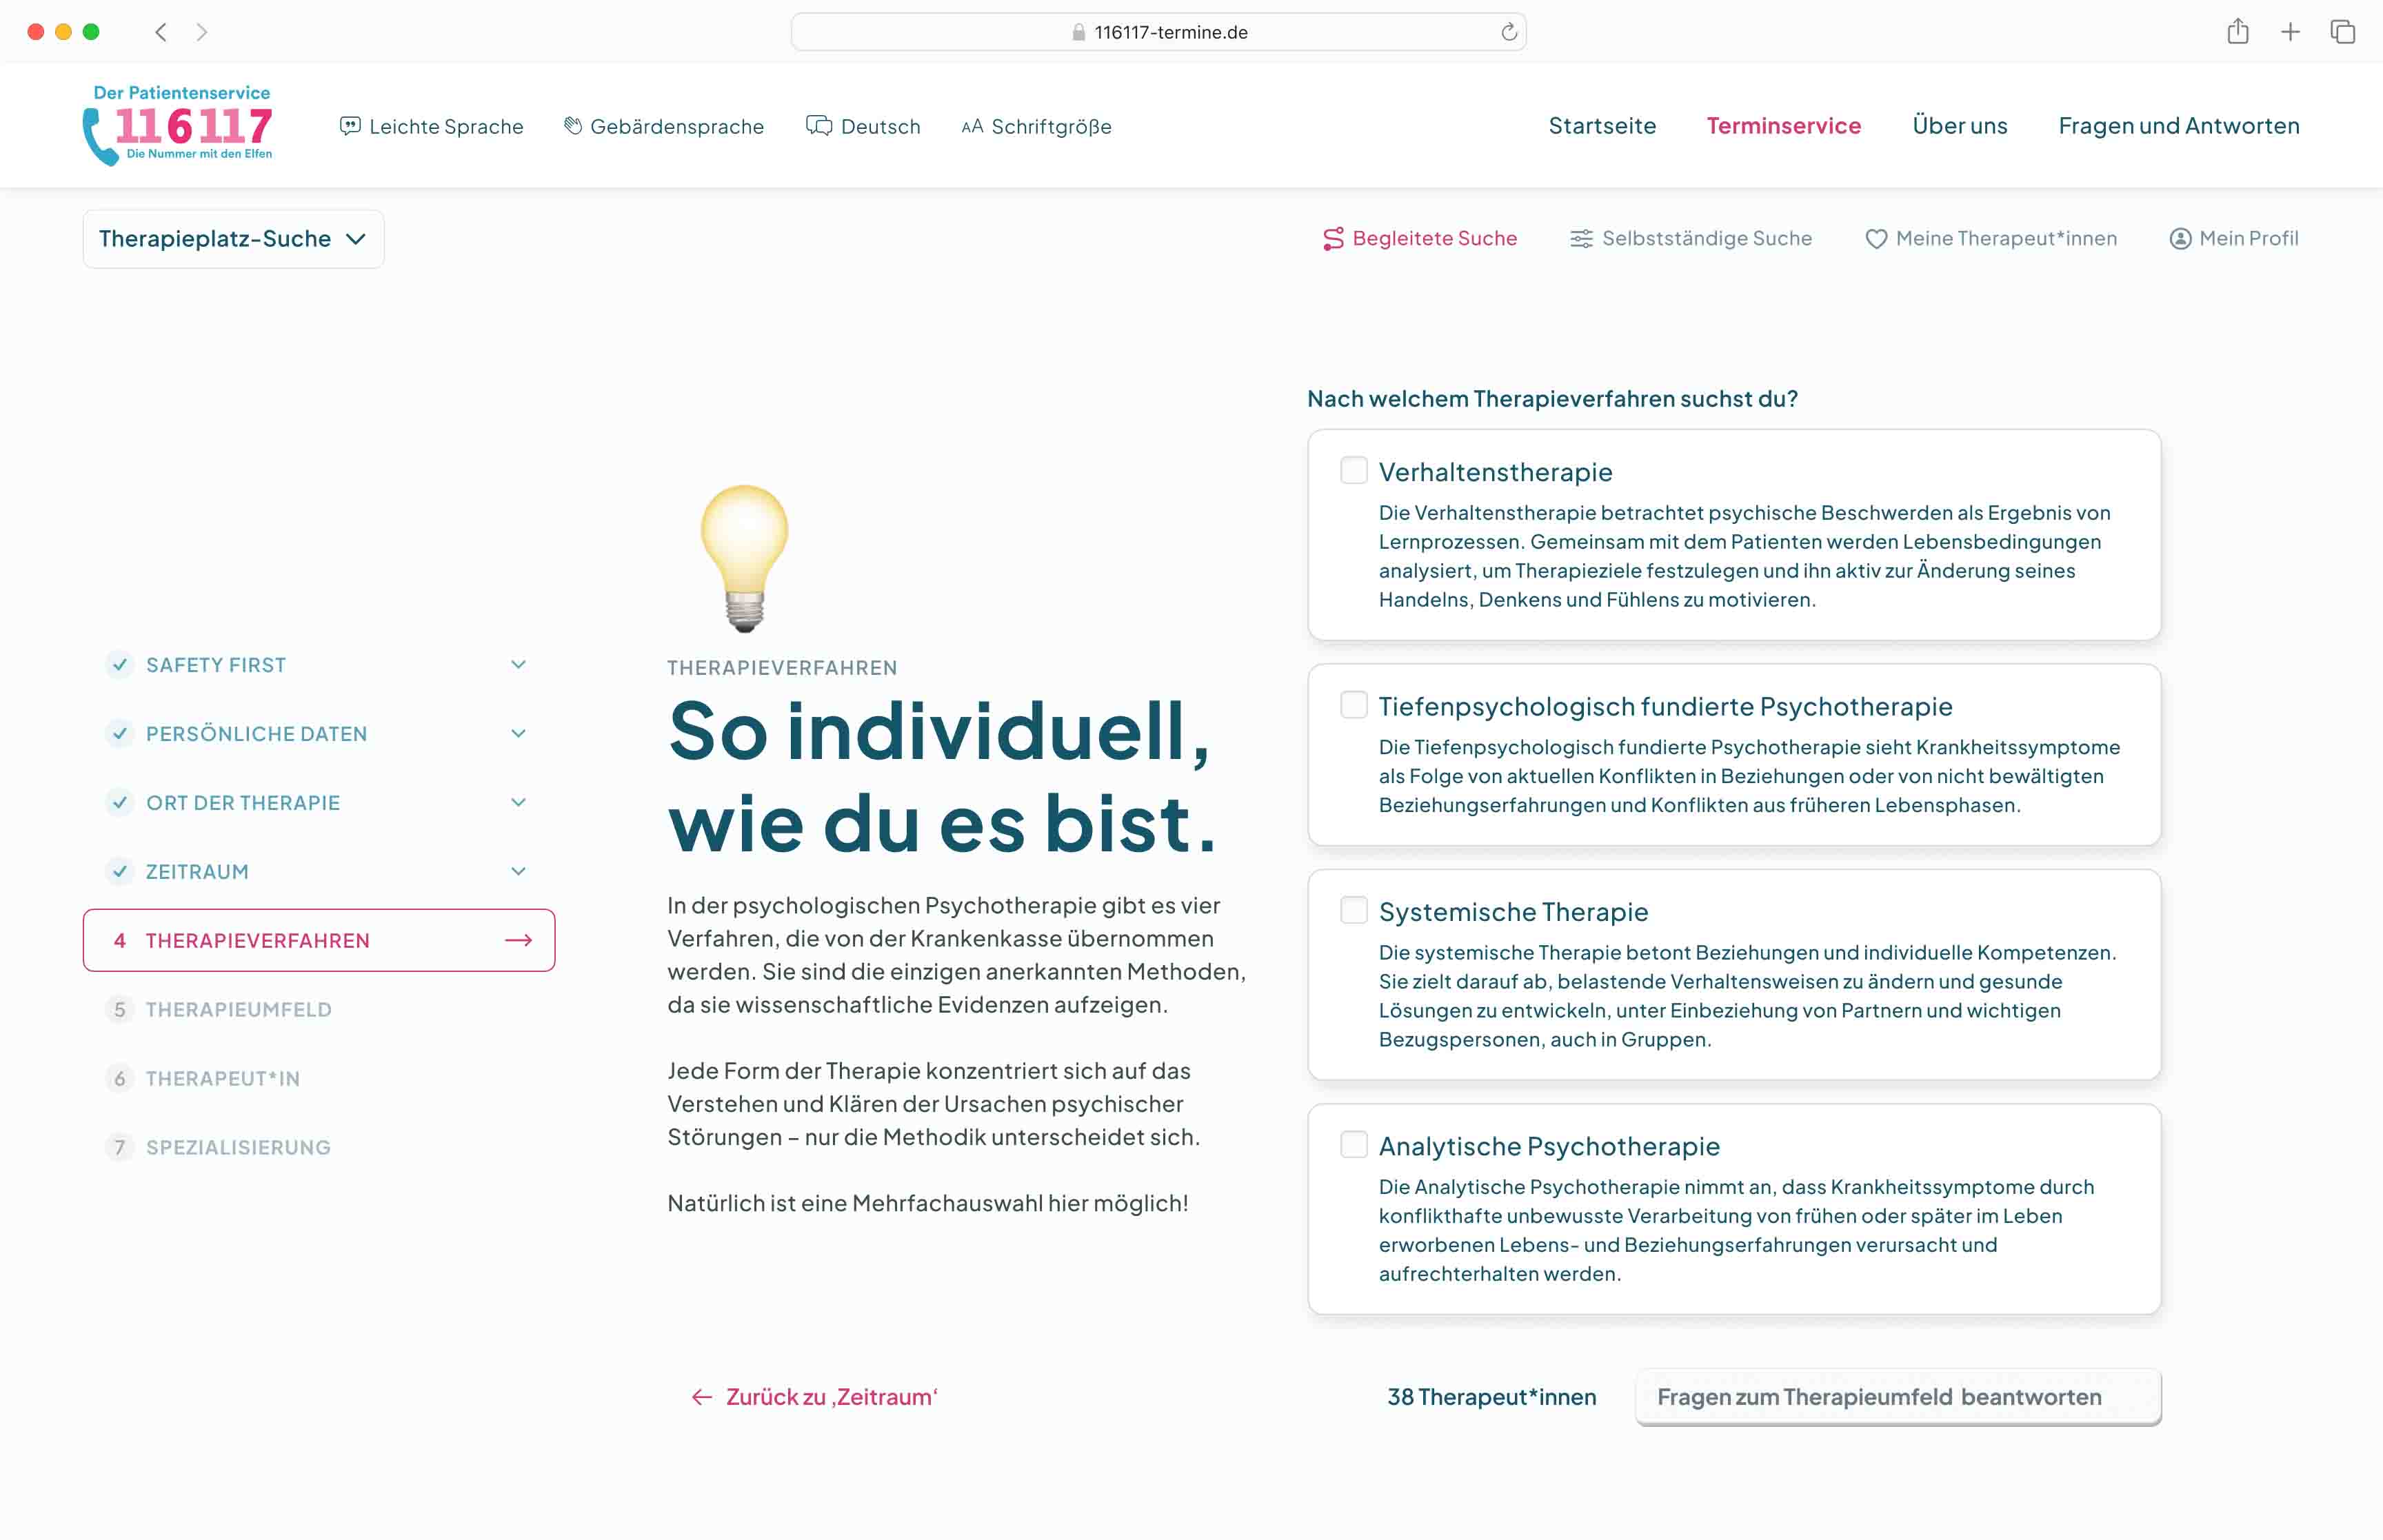 116117-termine.de
Der Patientenservice
116117
Die Nummer mit den Elfen
Leichte Sprache
Gebärdensprache
Deutsch
AA Schriftgröße
Startseite
Terminservice
Über uns
Fragen und Antworten
Therapieplatz-Suche
Begleitete Suche
Selbstständige Suche
Meine Therapeut*innen
Mein Profil
SAFETY FIRST
PERSÖNLICHE DATEN
ORT DER THERAPIE
ZEITRAUM
4 THERAPIEVERFAHREN
5 THERAPIEUMFELD
6 THERAPEUT*IN
7 SPEZIALISIERUNG
THERAPIEVERFAHREN
So individuell,
wie du es bist.
In der psychologischen Psychotherapie gibt es vier
Verfahren, die von der Krankenkasse übernommen
werden. Sie sind die einzigen anerkannten Methoden,
da sie wissenschaftliche Evidenzen aufzeigen.
Jede Form der Therapie konzentriert sich auf das
Verstehen und Klären der Ursachen psychischer
Störungen – nur die Methodik unterscheidet sich.
Natürlich ist eine Mehrfachauswahl hier möglich!
Nach welchem Therapieverfahren suchst du?
Verhaltenstherapie
Die Verhaltenstherapie betrachtet psychische Beschwerden als Ergebnis von
Lernprozessen. Gemeinsam mit dem Patienten werden Lebensbedingungen
analysiert, um Therapieziele festzulegen und ihn aktiv zur Änderung seines
Handelns, Denkens und Fühlens zu motivieren.
Tiefenpsychologisch fundierte Psychotherapie
Die Tiefenpsychologisch fundierte Psychotherapie sieht Krankheitssymptome
als Folge von aktuellen Konflikten in Beziehungen oder von nicht bewältigten
Beziehungserfahrungen und Konflikten aus früheren Lebensphasen.
Systemische Therapie
Die systemische Therapie betont Beziehungen und individuelle Kompetenzen.
Sie zielt darauf ab, belastende Verhaltensweisen zu ändern und gesunde
Lösungen zu entwickeln, unter Einbeziehung von Partnern und wichtigen
Bezugspersonen, auch in Gruppen.
Analytische Psychotherapie
Die Analytische Psychotherapie nimmt an, dass Krankheitssymptome durch
konflikthafte unbewusste Verarbeitung von frühen oder später im Leben
erworbenen Lebens- und Beziehungserfahrungen verursacht und
aufrechterhalten werden.
Zurück zu ‚Zeitraum‘
38 Therapeut*innen
Fragen zum Therapieumfeld beantworten